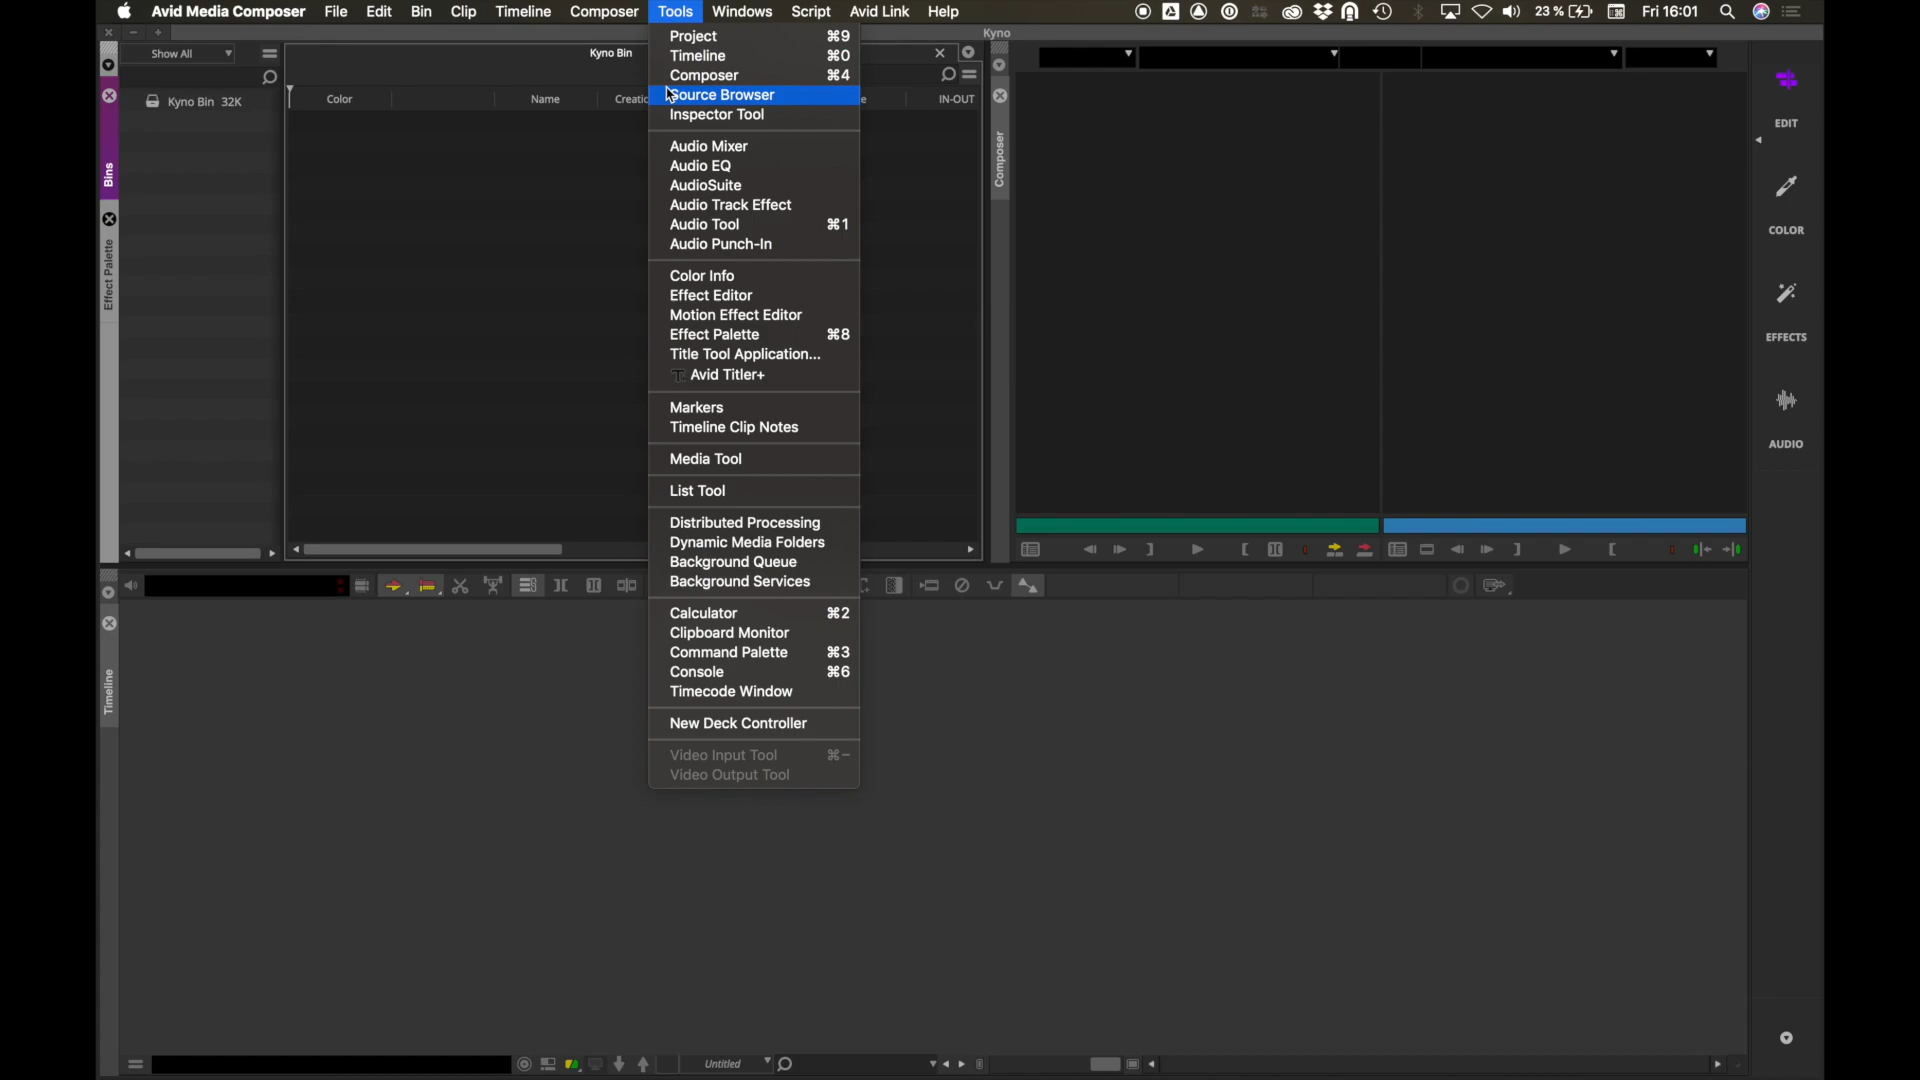 Avid Media Composer File Edit Bin Clip Timeline Composer Tools Windows Script Avid Link Help 23 % Fri 16:01
Kyno
Show All
Kyno Bin
Kyno Bin 32K
Color Name IN-OUT
Bins
Effect Palette
Composer
Timeline
Project ⌘9
Timeline ⌘0
Composer ⌘4
Source Browser
Inspector Tool
Audio Mixer
Audio EQ
AudioSuite
Audio Track Effect
Audio Tool ⌘1
Audio Punch-In
Color Info
Effect Editor
Motion Effect Editor
Effect Palette ⌘8
Title Tool Application...
Avid Titler+
Markers
Timeline Clip Notes
Media Tool
List Tool
Distributed Processing
Dynamic Media Folders
Background Queue
Background Services
Calculator ⌘2
Clipboard Monitor
Command Palette ⌘3
Console ⌘6
Timecode Window
New Deck Controller
Video Input Tool ⌘–
Video Output Tool
EDIT
COLOR
EFFECTS
AUDIO
Untitled